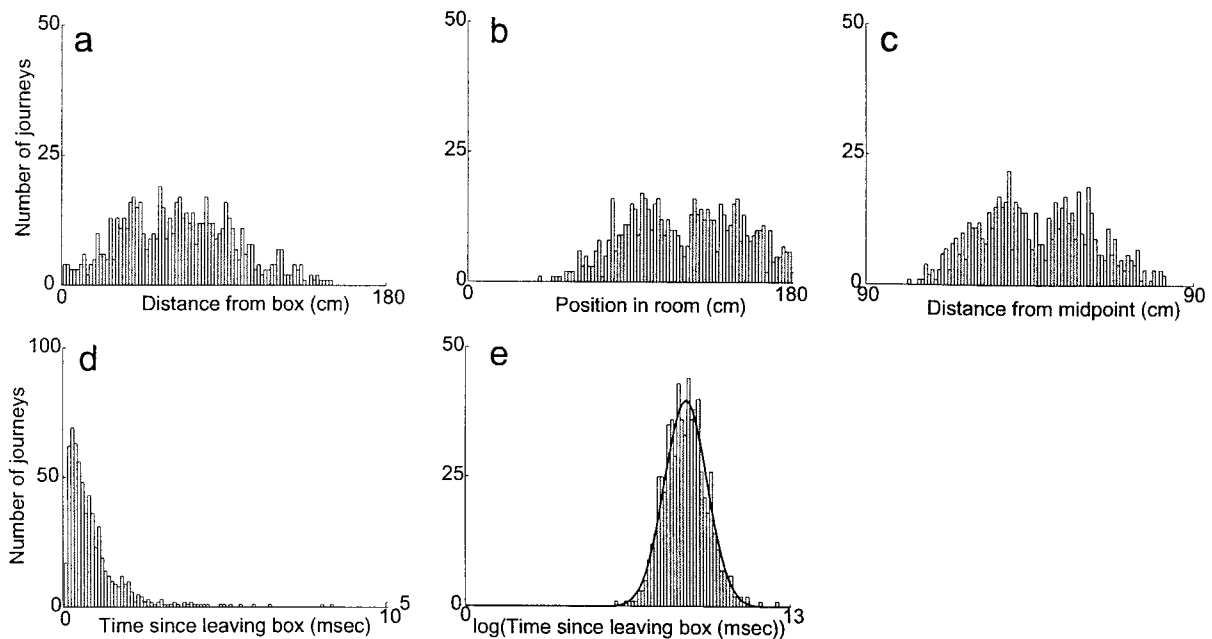 50
a
Number of journeys
25
0
0
180
Distance from box (cm)
50
b
25
0
0
180
Position in room (cm)
50
c
25
0
90
90
Distance from midpoint (cm)
100
d
Number of journeys
50
0
0
10^5
Time since leaving box (msec)
50
e
25
0
0
13
log(Time since leaving box (msec))